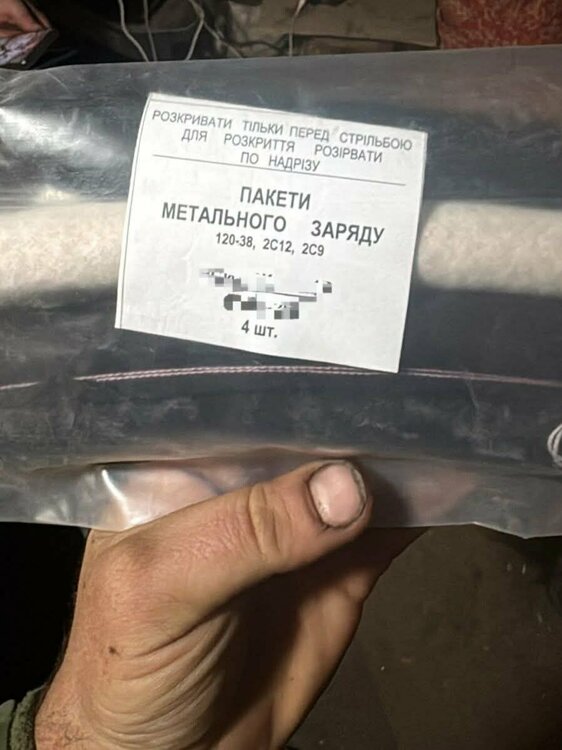 РОЗКРИВАТИ ТІЛЬКИ ПЕРЕД СТРІЛЬБОЮ
ДЛЯ РОЗКРИТТЯ РОЗІРВАТИ
ПО НАДРІЗУ
ПАКЕТИ
МЕТАЛЬНОГО ЗАРЯДУ
120-38, 2С12, 2С9
4 шт.